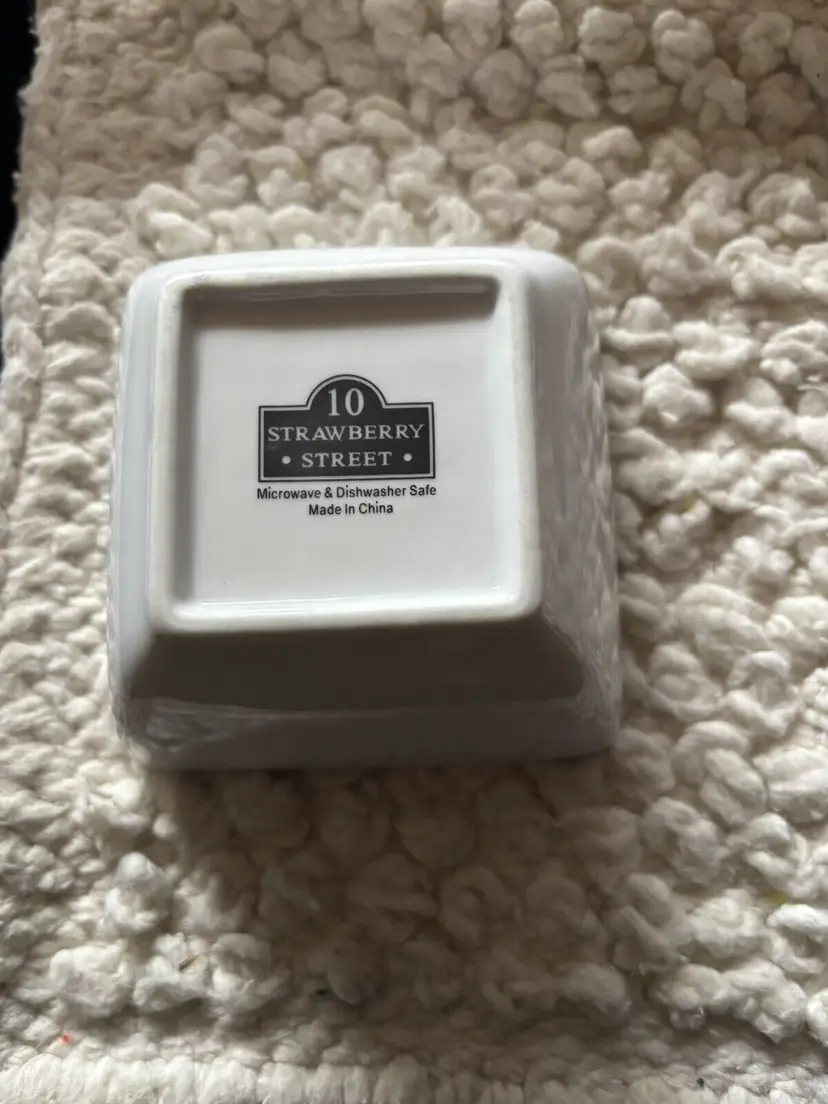 10
STRAWBERRY
• STREET •
Microwave & Dishwasher Safe
Made In China